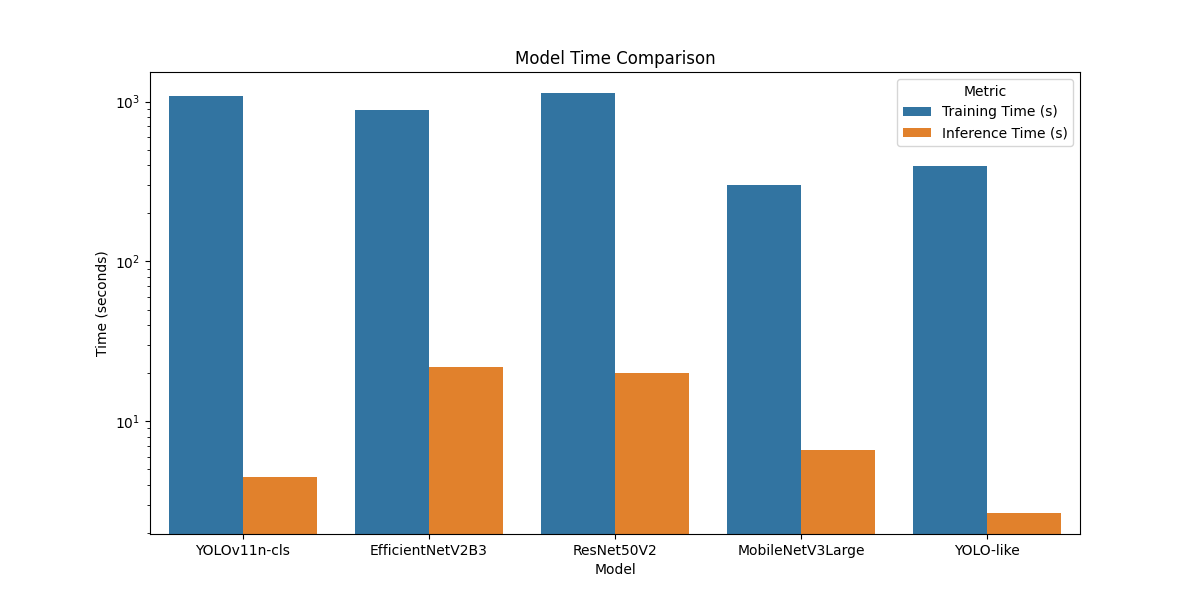 Model Time Comparison
Metric
Training Time (s)
Inference Time (s)
10³
10²
10¹
Time (seconds)
YOLOv11n-cls
EfficientNetV2B3
ResNet50V2
MobileNetV3Large
YOLO-like
Model